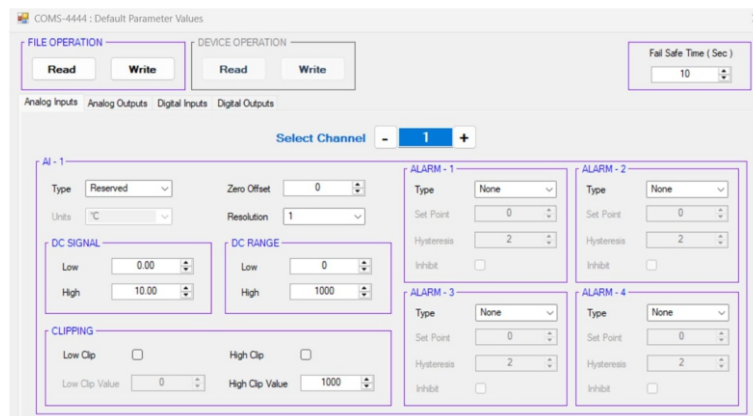 COMS-4444 : Default Parameter Values
FILE OPERATION
Read Write
DEVICE OPERATION
Read Write
Fail Safe Time ( Sec )
10
Analog Inputs Analog Outputs Digital Inputs Digital Outputs
Select Channel - 1 +
AI - 1
Type Reserved
Units °C
Zero Offset 0
Resolution 1
DC SIGNAL
Low 0.00
High 10.00
DC RANGE
Low 0
High 1000
CLIPPING
Low Clip
High Clip
Low Clip Value 0
High Clip Value 1000
ALARM - 1
Type None
Set Point 0
Hysteresis 2
Inhibit
ALARM - 2
Type None
Set Point 0
Hysteresis 2
Inhibit
ALARM - 3
Type None
Set Point 0
Hysteresis 2
Inhibit
ALARM - 4
Type None
Set Point 0
Hysteresis 2
Inhibit